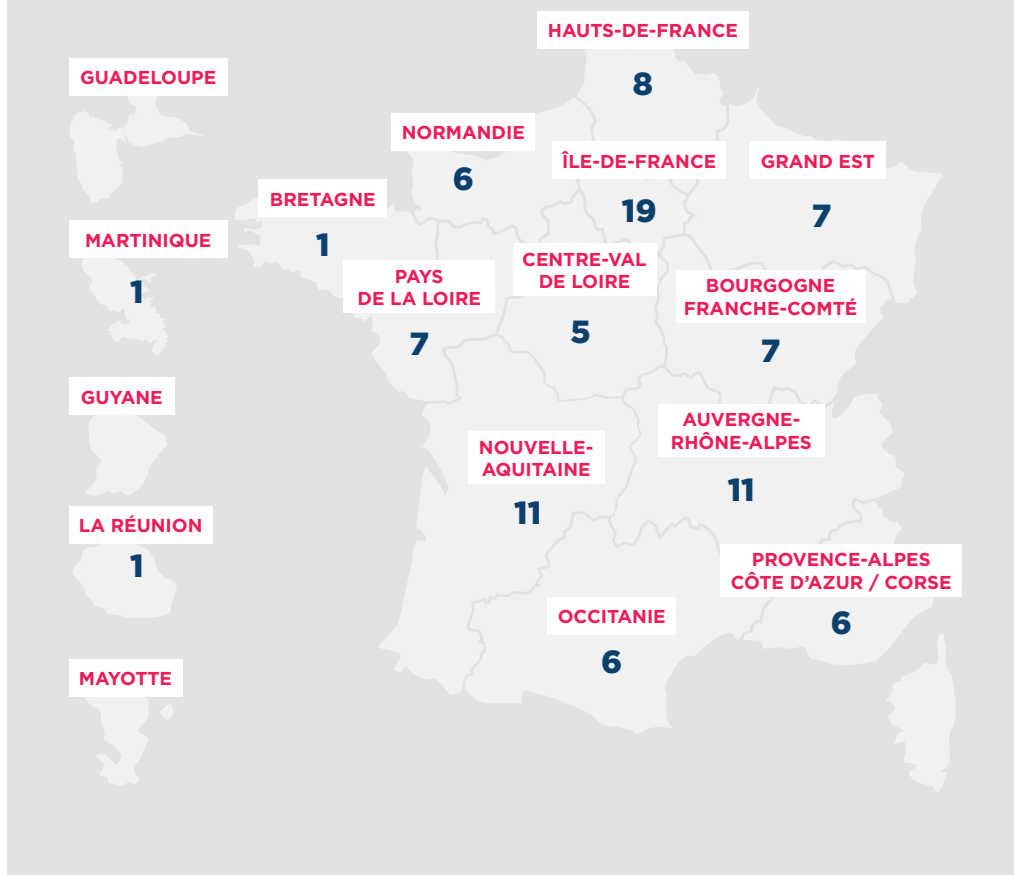 HAUTS-DE-FRANCE
8
GUADELOUPE
NORMANDIE
6
ÎLE-DE-FRANCE
19
GRAND EST
7
BRETAGNE
1
MARTINIQUE
1
PAYS
DE LA LOIRE
7
CENTRE-VAL
DE LOIRE
5
BOURGOGNE
FRANCHE-COMTÉ
7
GUYANE
NOUVELLE-
AQUITAINE
11
AUVERGNE-
RHÔNE-ALPES
11
LA RÉUNION
1
PROVENCE-ALPES
CÔTE D'AZUR / CORSE
6
OCCITANIE
6
MAYOTTE